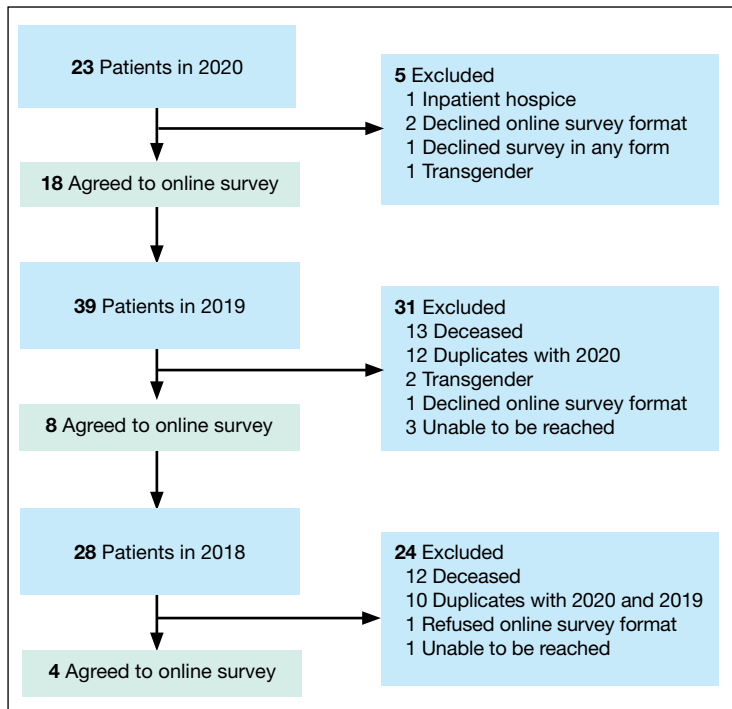 23 Patients in 2020
5 Excluded
1 Inpatient hospice
2 Declined online survey format
1 Declined survey in any form
1 Transgender
18 Agreed to online survey
39 Patients in 2019
31 Excluded
13 Deceased
12 Duplicates with 2020
2 Transgender
1 Declined online survey format
3 Unable to be reached
8 Agreed to online survey
28 Patients in 2018
24 Excluded
12 Deceased
10 Duplicates with 2020 and 2019
1 Refused online survey format
1 Unable to be reached
4 Agreed to online survey